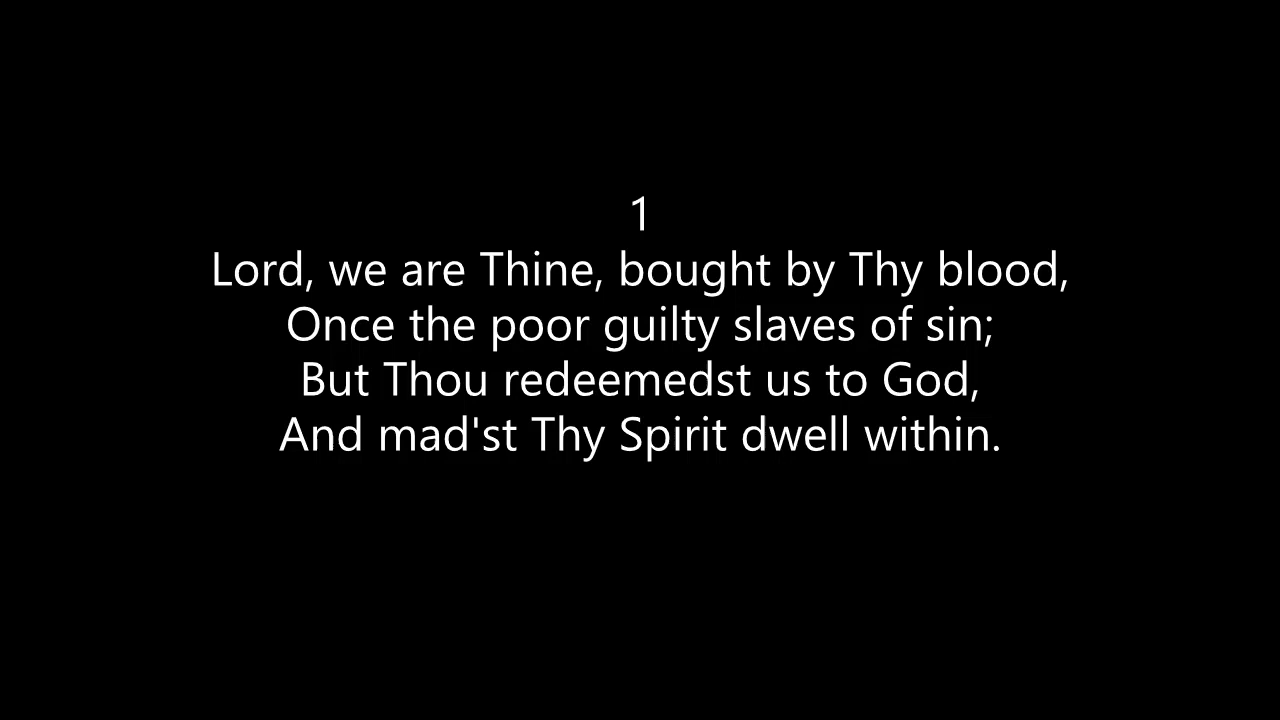 1
Lord, we are Thine, bought by Thy blood,
Once the poor guilty slaves of sin;
But Thou redeemedst us to God,
And mad'st Thy Spirit dwell within.